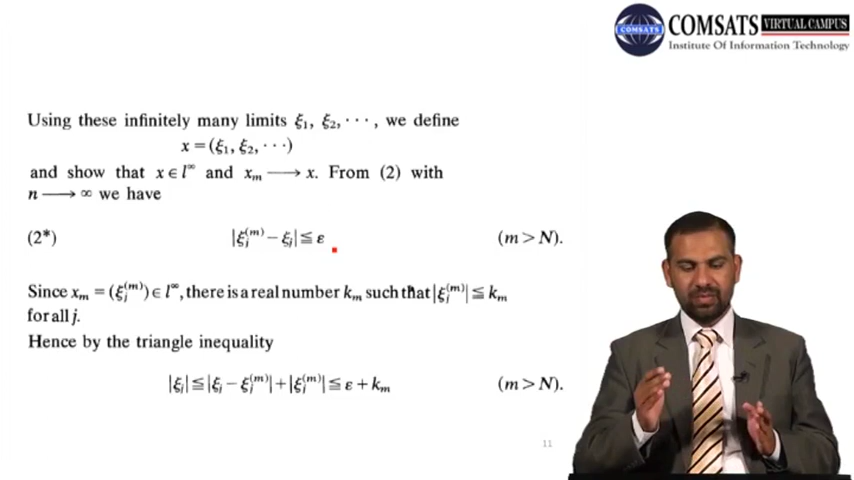 COMSATS VIRTUAL CAMPUS
COMSATS
Institute Of Information Technology
Using these infinitely many limits ξ₁, ξ₂, · · · , we define
x = (ξ₁, ξ₂, · · ·)
and show that x ∈ l^∞ and xₘ ⟶ x. From (2) with
n ⟶ ∞ we have
(2*) |ξⱼ^(m) − ξⱼ| ≦ ε (m > N).
Since xₘ = (ξⱼ^(m)) ∈ l^∞, there is a real number kₘ such that |ξⱼ^(m)| ≦ kₘ
for all j.
Hence by the triangle inequality
|ξⱼ| ≦ |ξⱼ − ξⱼ^(m)| + |ξⱼ^(m)| ≦ ε + kₘ (m > N).
11